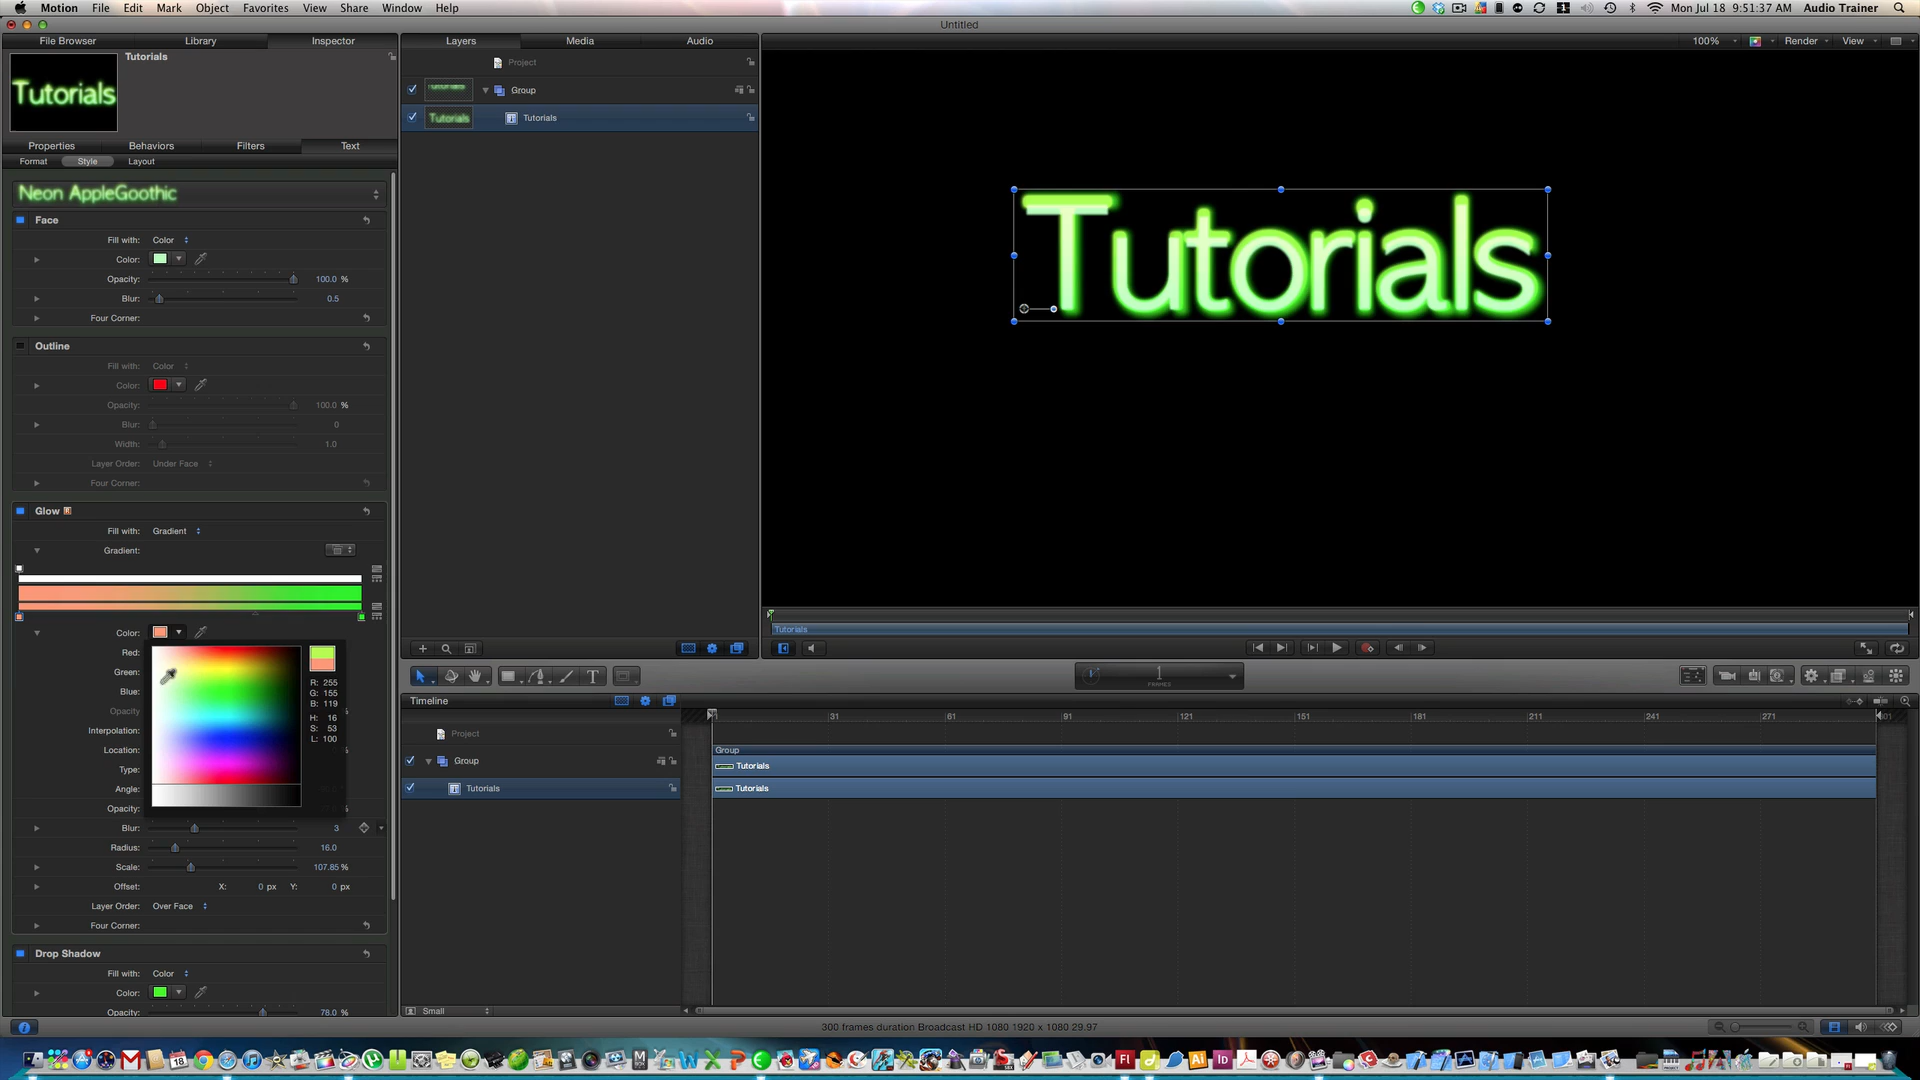 Motion File Edit Mark Object Favorites View Share Window Help
Mon Jul 18 9:51:37 AM Audio Trainer
Untitled
File Browser Library Inspector
Layers Media Audio
100% Render View
Tutorials
Tutorials
Project
Group
Tutorials
Tutorials
Properties Behaviors Filters Text
Format Style Layout
Neon AppleGoothic
Face
Fill with: Color
Color:
Opacity: 100.0 %
Blur: 0.5
Four Corner:
Outline
Fill with: Color
Color:
Opacity: 100.0 %
Blur: 0
Width: 1.0
Layer Order: Under Face
Four Corner:
Glow
Fill with: Gradient
Gradient:
Color:
Red:
Green:
Blue:
Opacity
Interpolation:
Location:
Type:
Angle:
Opacity:
R: 255
G: 155
B: 119
H: 16
S: 53
L: 100
Blur: 3
Radius: 16.0
Scale: 107.85 %
Offset: X: 0 px Y: 0 px
Layer Order: Over Face
Four Corner:
Drop Shadow
Fill with: Color
Color:
Opacity: 78.0 %
Tutorials
Tutorials
1
FRAMES
Timeline
1 31 61 91 121 151 181 211 241 271
Project
Group
Group
Tutorials
Tutorials
Tutorials
Small
300 frames duration Broadcast HD 1080 1920 x 1080 29.97